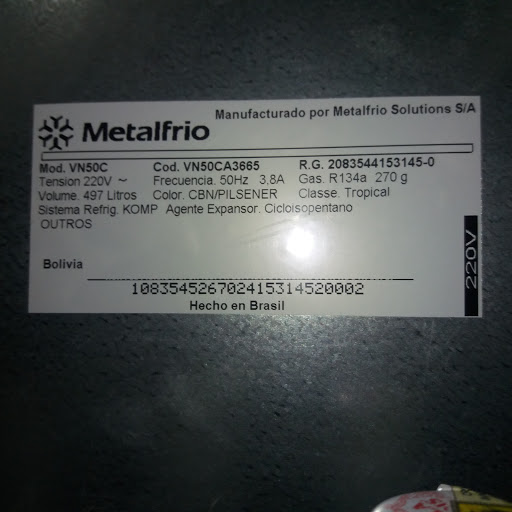 Manufacturado por Metalfrio Solutions S/A
Metalfrio
Mod. VN50C Cod. VN50CA3665 R.G. 2083544153145-0
Tension 220V ~ Frecuencia. 50Hz 3,8A Gas. R134a 270 g
Volume. 497 Litros Color. CBN/PILSENER Classe. Tropical
Sistema Refrig. KOMP Agente Expansor. Cicloisopentano
OUTROS
Bolivia
108354526702415314520002
Hecho en Brasil
220V